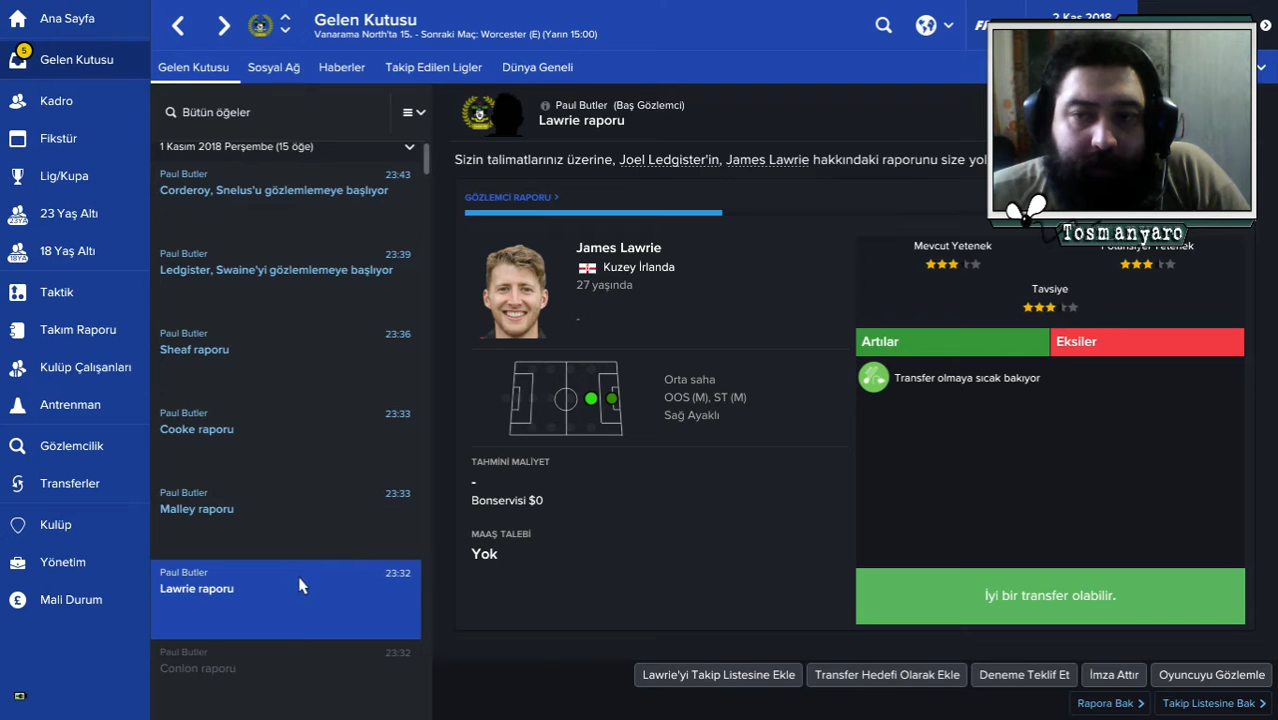 Ana Sayfa
5
Gelen Kutusu
Kadro
Fikstür
Lig/Kupa
23 Yaş Altı
18 Yaş Altı
Taktik
Takım Raporu
Kulüp Çalışanları
Antrenman
Gözlemcilik
Transferler
Kulüp
Yönetim
Mali Durum
Gelen Kutusu
Vanarama North'ta 15. - Sonraki Maç: Worcester (E) (Yarın 15:00)
2 Kas 2018
Gelen Kutusu
Sosyal Ağ
Haberler
Takip Edilen Ligler
Dünya Geneli
Bütün öğeler
1 Kasım 2018 Perşembe (15 öğe)
Paul Butler 23:43
Corderoy, Snelus'u gözlemlemeye başlıyor
Paul Butler 23:39
Ledgister, Swaine'yi gözlemlemeye başlıyor
Paul Butler 23:36
Sheaf raporu
Paul Butler 23:33
Cooke raporu
Paul Butler 23:33
Malley raporu
Paul Butler 23:32
Lawrie raporu
Paul Butler 23:32
Conlon raporu
Paul Butler (Baş Gözlemci)
Lawrie raporu
Sizin talimatlarınız üzerine, Joel Ledgister'in, James Lawrie hakkındaki raporunu size
GÖZLEMCİ RAPORU >
James Lawrie
Kuzey İrlanda
27 yaşında
-
Orta saha
OOS (M), ST (M)
Sağ Ayaklı
TAHMİNİ MALİYET
-
Bonservisi $0
MAAŞ TALEBİ
Yok
Mevcut Yetenek
Potansiyel Yetenek
Tavsiye
Artılar
Eksiler
Transfer olmaya sıcak bakıyor
İyi bir transfer olabilir.
Lawrie'yi Takip Listesine Ekle
Transfer Hedefi Olarak Ekle
Deneme Teklif Et
İmza Attır
Oyuncuyu Gözlemle
Rapora Bak >
Takip Listesine Bak >
Tosmanyaro